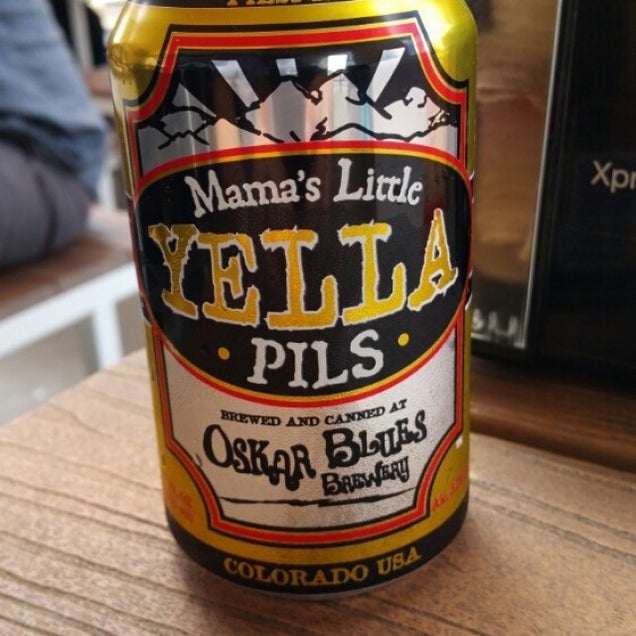 Mama's Little
YELLA
PILS
BREWED AND CANNED AT
OSKAR BLUES
BREWERY
COLORADO USA